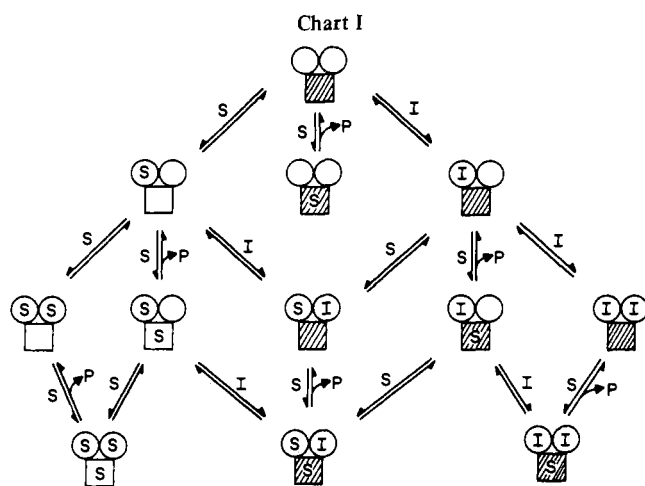 Chart I
S S P I
S I
S S P I S S P I
S S S S I I I I
S S
S P S I S P S I S P
S S S I I I
S S S